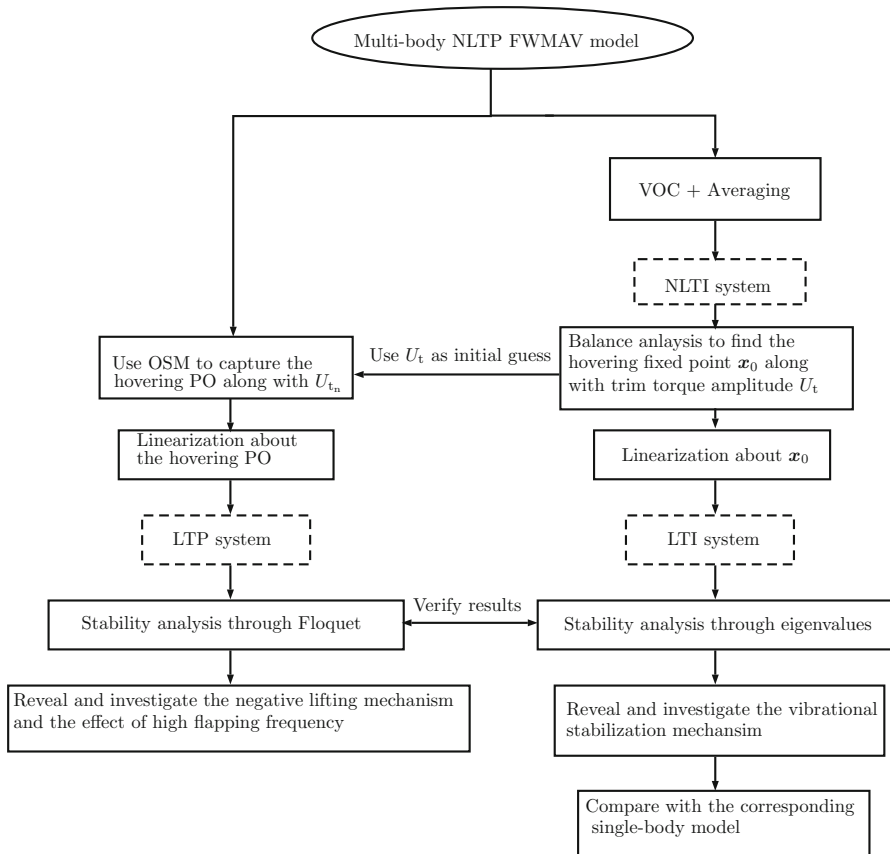 Multi-body NLTP FWMAV model
VOC + Averaging
NLTI system
Balance anlaysis to find the
hovering fixed point x₀ along
with trim torque amplitude Uₜ
Use Uₜ as initial guess
Use OSM to capture the
hovering PO along with Uₜₙ
Linearization about
the hovering PO
Linearization about x₀
LTP system
LTI system
Stability analysis through Floquet
Verify results
Stability analysis through eigenvalues
Reveal and investigate the negative lifting mechanism
and the effect of high flapping frequency
Reveal and investigate the vibrational
stabilization mechansim
Compare with the corresponding
single-body model